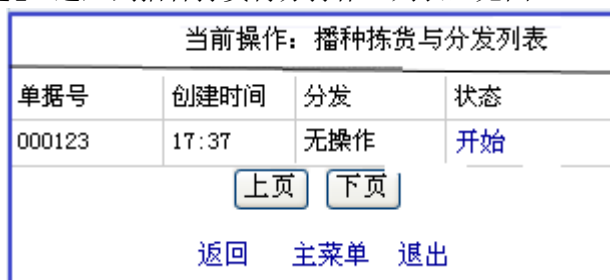 当前操作：播种拣货与分发列表
单据号 创建时间 分发 状态
000123 17:37 无操作 开始
上页 下页
返回 主菜单 退出